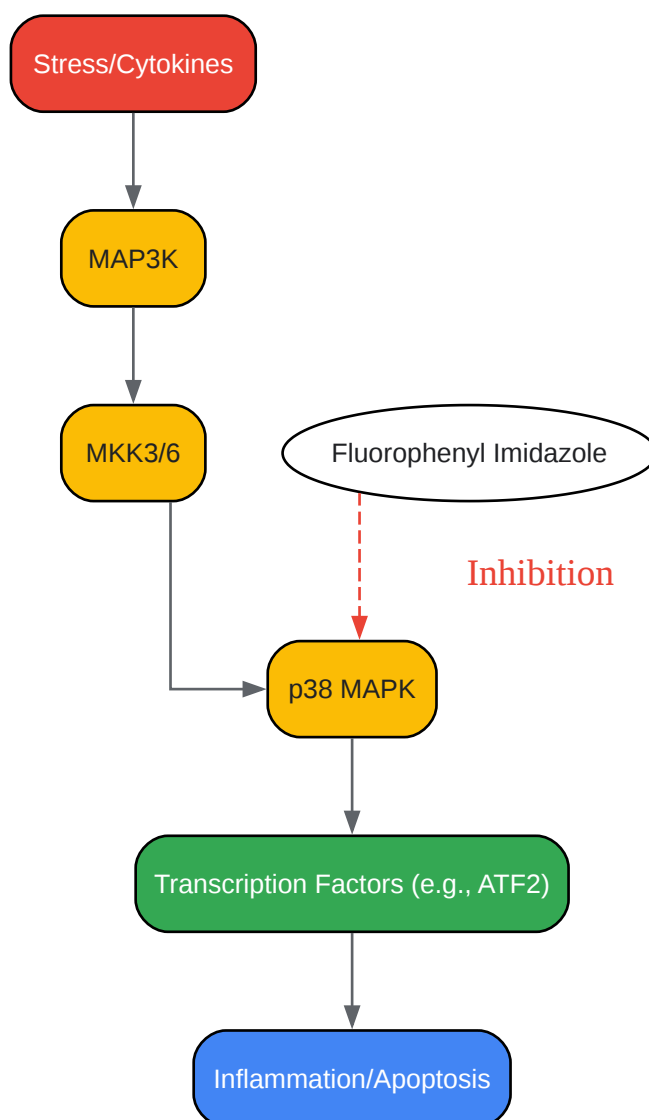 Stress/Cytokines
MAP3K
MKK3/6
Fluorophenyl Imidazole
Inhibition
p38 MAPK
Transcription Factors (e.g., ATF2)
Inflammation/Apoptosis